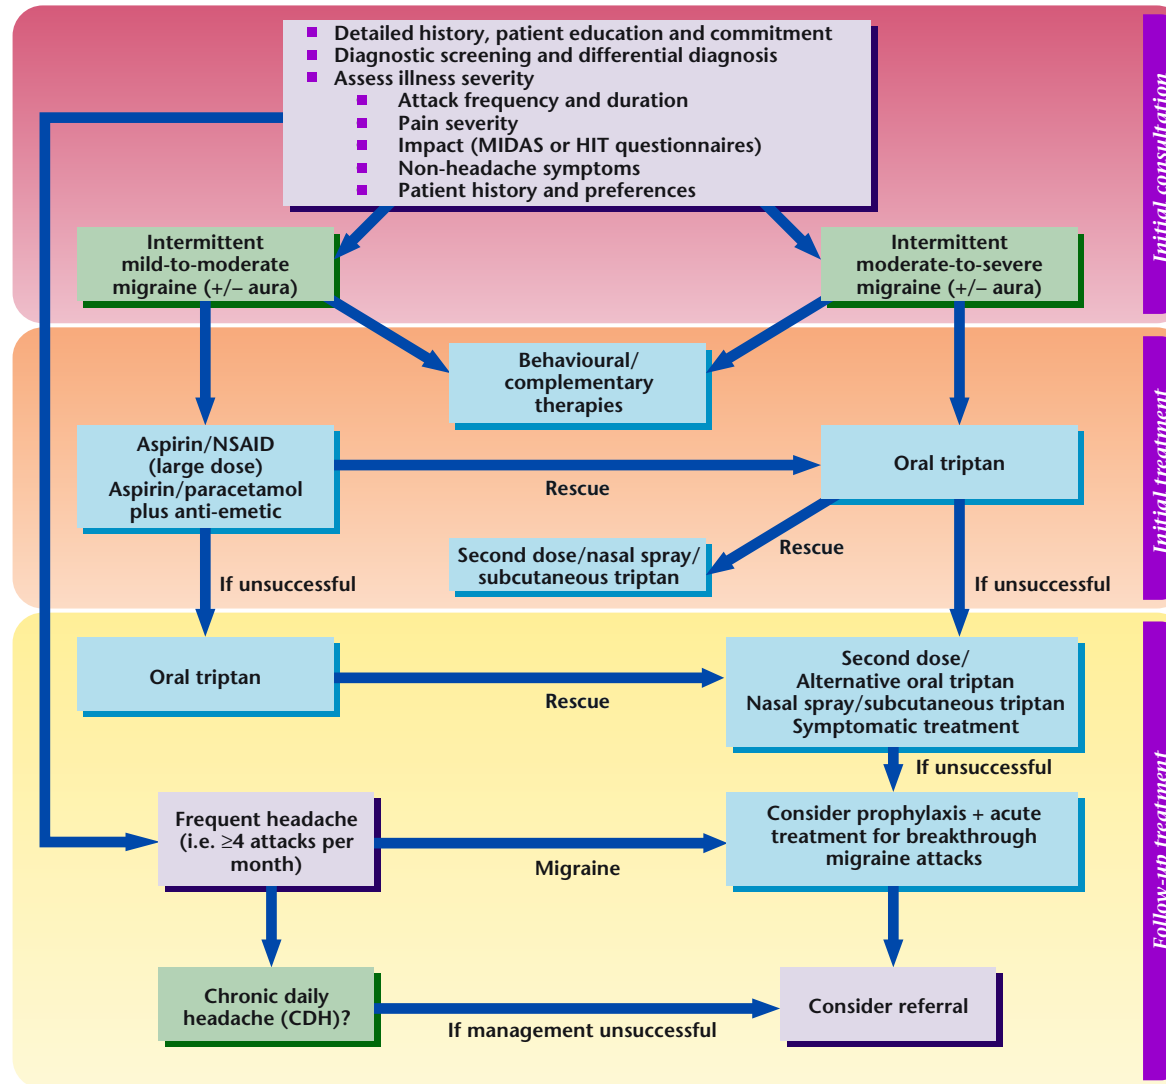 Detailed history, patient education and commitment
Diagnostic screening and differential diagnosis
Assess illness severity
Attack frequency and duration
Pain severity
Impact (MIDAS or HIT questionnaires)
Non-headache symptoms
Patient history and preferences
Initial consultation
Intermittent
mild-to-moderate
migraine (+/– aura)
Intermittent
moderate-to-severe
migraine (+/– aura)
Behavioural/
complementary
therapies
Initial treatment
Aspirin/NSAID
(large dose)
Aspirin/paracetamol
plus anti-emetic
Rescue
Oral triptan
Rescue
Second dose/nasal spray/
subcutaneous triptan
If unsuccessful
If unsuccessful
Oral triptan
Rescue
Second dose/
Alternative oral triptan
Nasal spray/subcutaneous triptan
Symptomatic treatment
Follow-up treatment
If unsuccessful
Frequent headache
(i.e. ≥4 attacks per
month)
Migraine
Consider prophylaxis + acute
treatment for breakthrough
migraine attacks
Chronic daily
headache (CDH)?
If management unsuccessful
Consider referral